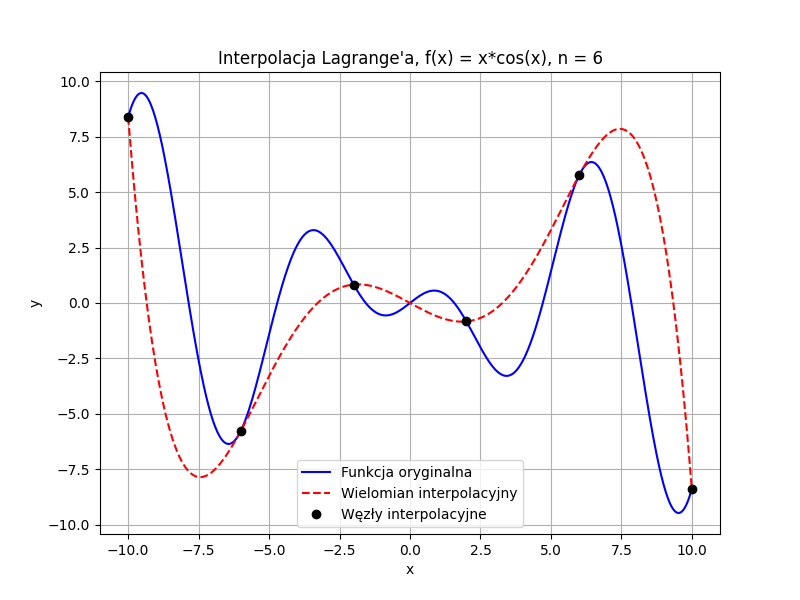 Interpolacja Lagrange'a, f(x) = x*cos(x), n = 6
10.0
7.5
5.0
2.5
0.0
−2.5
−5.0
−7.5
−10.0
y
Funkcja oryginalna
Wielomian interpolacyjny
Węzły interpolacyjne
−10.0 −7.5 −5.0 −2.5 0.0 2.5 5.0 7.5 10.0
x